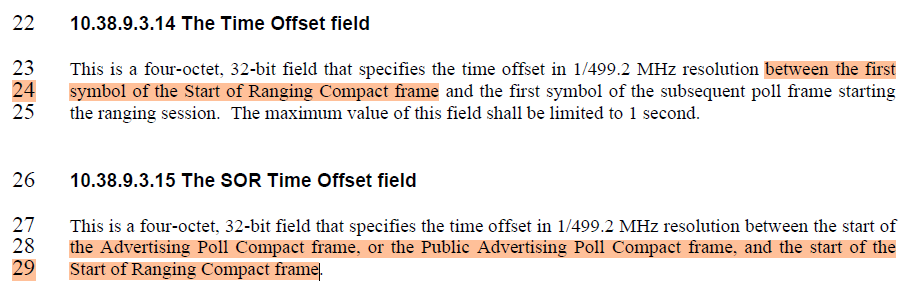 22 10.38.9.3.14 The Time Offset field
23 This is a four-octet, 32-bit field that specifies the time offset in 1/499.2 MHz resolution between the first
24 symbol of the Start of Ranging Compact frame and the first symbol of the subsequent poll frame starting
25 the ranging session. The maximum value of this field shall be limited to 1 second.
26 10.38.9.3.15 The SOR Time Offset field
27 This is a four-octet, 32-bit field that specifies the time offset in 1/499.2 MHz resolution between the start of
28 the Advertising Poll Compact frame, or the Public Advertising Poll Compact frame, and the start of the
29 Start of Ranging Compact frame.